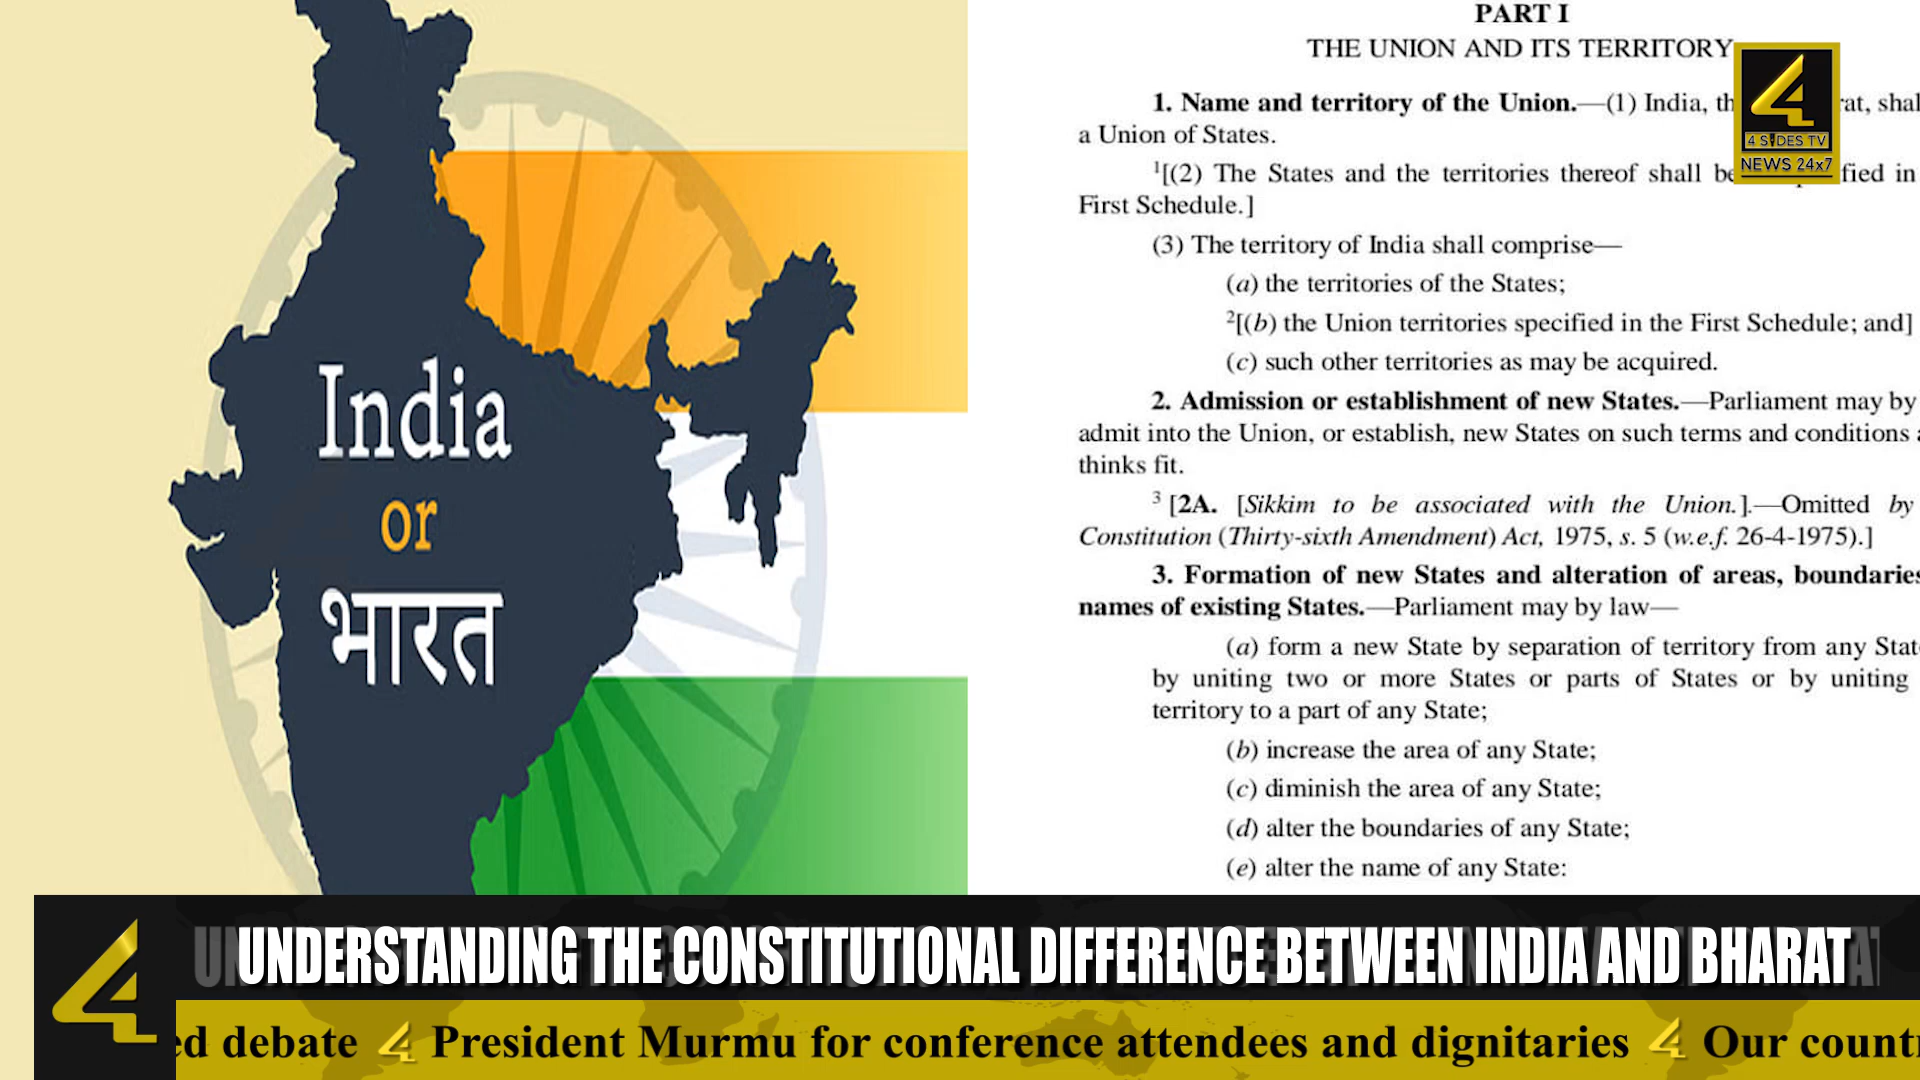 India
or
भारत
PART I
THE UNION AND ITS TERRITORY
1. Name and territory of the Union.—(1) India, th
at, shal
a Union of States.
1[(2) The States and the territories thereof shall be
fied in
First Schedule.]
(3) The territory of India shall comprise—
(a) the territories of the States;
2[(b) the Union territories specified in the First Schedule; and]
(c) such other territories as may be acquired.
2. Admission or establishment of new States.—Parliament may by
admit into the Union, or establish, new States on such terms and conditions
thinks fit.
3 [2A. [Sikkim to be associated with the Union.].—Omitted by
Constitution (Thirty-sixth Amendment) Act, 1975, s. 5 (w.e.f. 26-4-1975).]
3. Formation of new States and alteration of areas, boundaries
names of existing States.—Parliament may by law—
(a) form a new State by separation of territory from any Stat
by uniting two or more States or parts of States or by uniting
territory to a part of any State;
(b) increase the area of any State;
(c) diminish the area of any State;
(d) alter the boundaries of any State;
(e) alter the name of any State:
4
4 SIDES TV
NEWS 24x7
4 UNDERSTANDING THE CONSTITUTIONAL DIFFERENCE BETWEEN INDIA AND BHARAT
ed debate 4 President Murmu for conference attendees and dignitaries 4 Our count